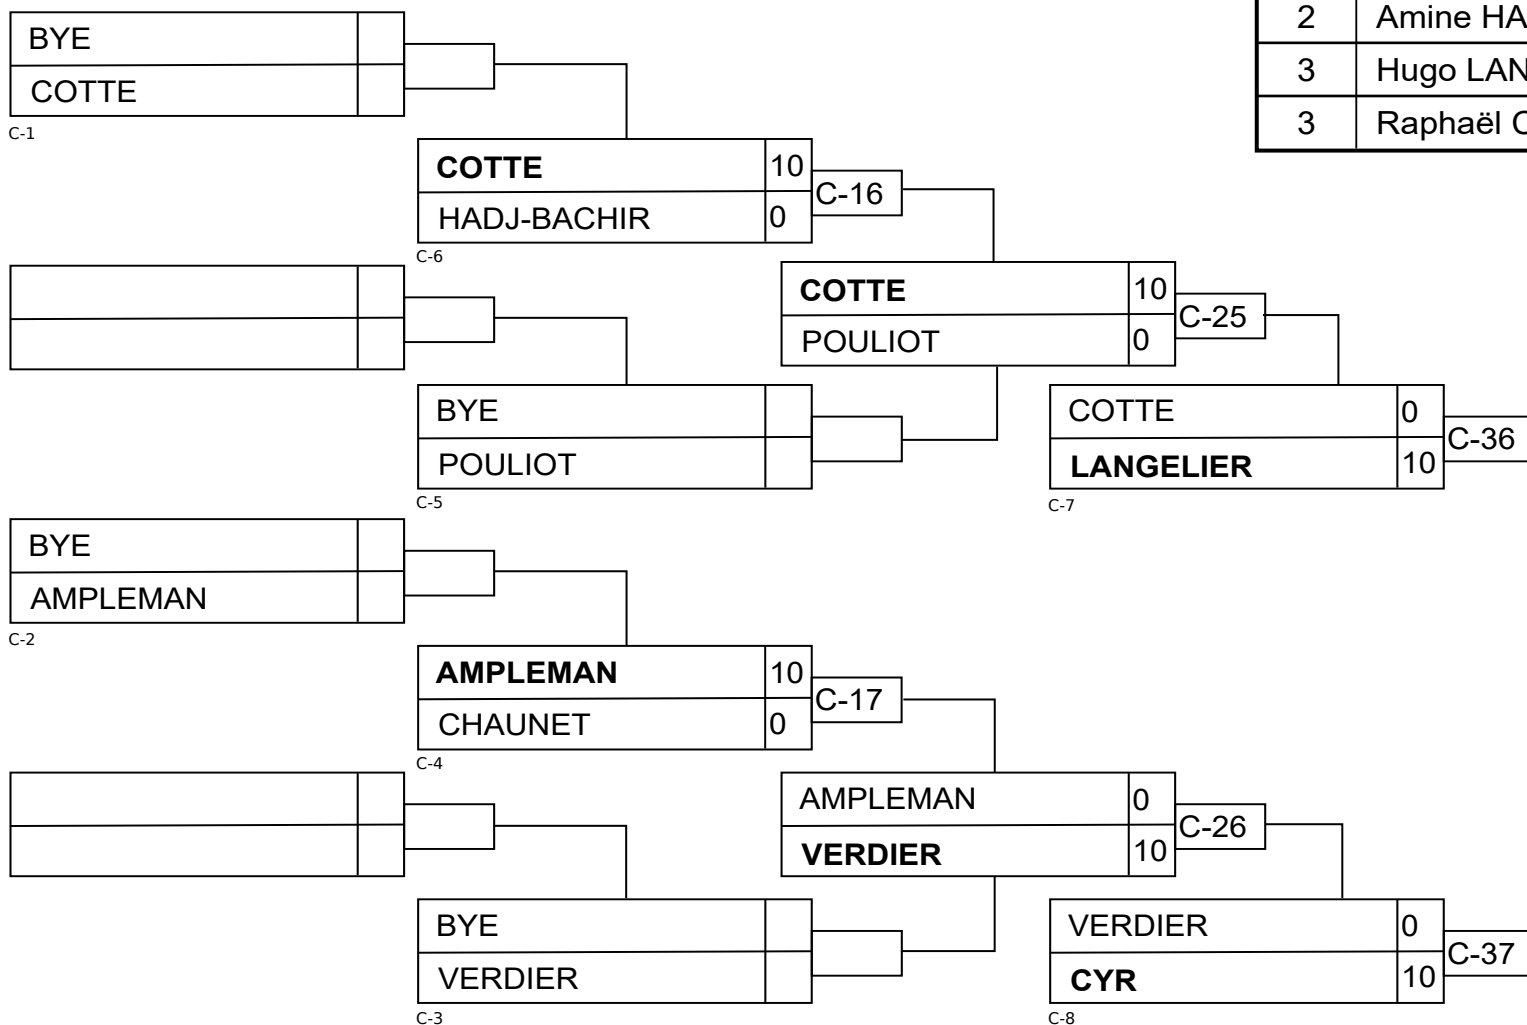 2 Amine HA
3 Hugo LAN
3 Raphaël C
BYE
COTTE
C-1
COTTE 10
HADJ-BACHIR 0
C-16
C-6
COTTE 10
POULIOT 0
C-25
BYE
POULIOT
C-5
COTTE 0
LANGELIER 10
C-36
C-7
BYE
AMPLEMAN
C-2
AMPLEMAN 10
CHAUNET 0
C-17
C-4
AMPLEMAN 0
VERDIER 10
C-26
BYE
VERDIER
C-3
VERDIER 0
CYR 10
C-37
C-8